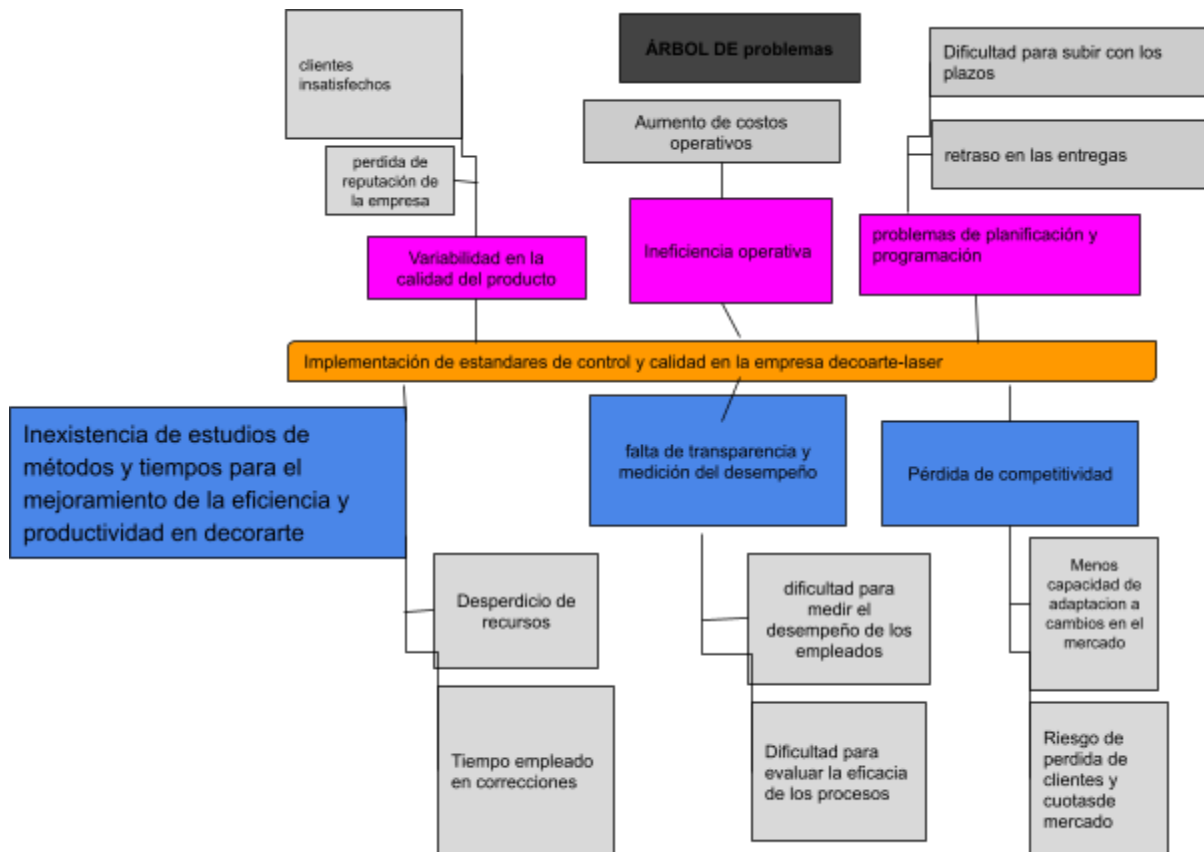 clientes
insatisfechos
ÁRBOL DE problemas
Dificultad para subir con los
plazos
Aumento de costos
operativos
retraso en las entregas
perdida de
reputación de
la empresa
Variabilidad en la
calidad del producto
Ineficiencia operativa
problemas de planificación y
programación
Implementación de estandares de control y calidad en la empresa decoarte-laser
Inexistencia de estudios de
métodos y tiempos para el
mejoramiento de la eficiencia y
productividad en decorarte
falta de transparencia y
medición del desempeño
Pérdida de competitividad
Desperdicio de
recursos
dificultad para
medir el
desempeño de los
empleados
Menos
capacidad de
adaptacion a
cambios en el
mercado
Tiempo empleado
en correcciones
Dificultad para
evaluar la eficacia
de los procesos
Riesgo de
perdida de
clientes y
cuotasde
mercado